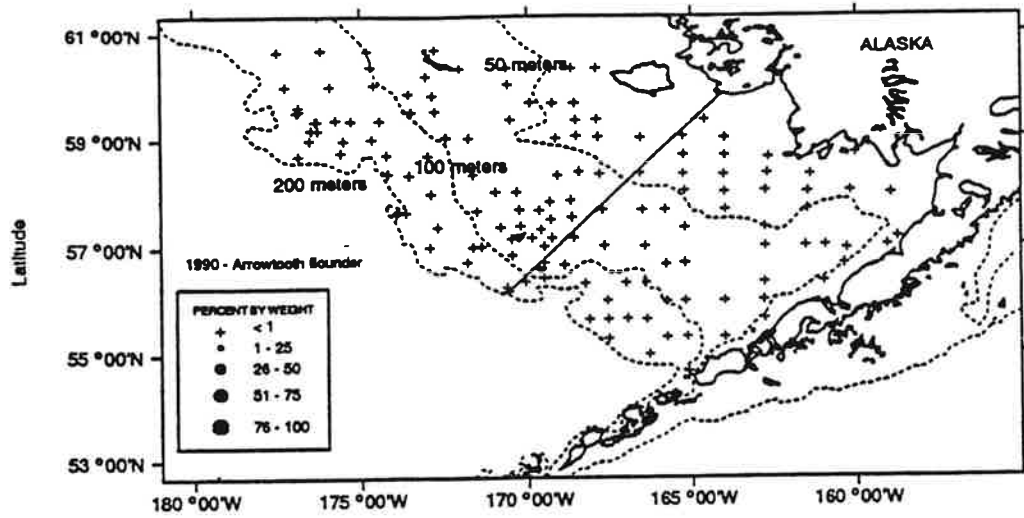 61 °00'N
ALASKA
50 meters
59 °00'N
100 meters
200 meters
Latitude
57 °00'N
1990 - Arrowtooth flounder
PERCENT BY WEIGHT
+ < 1
1 - 25
26 - 50
51 - 75
76 - 100
55 °00'N
53 °00'N
180 °00'W
175 °00'W
170 °00'W
165 °00'W
160 °00'W